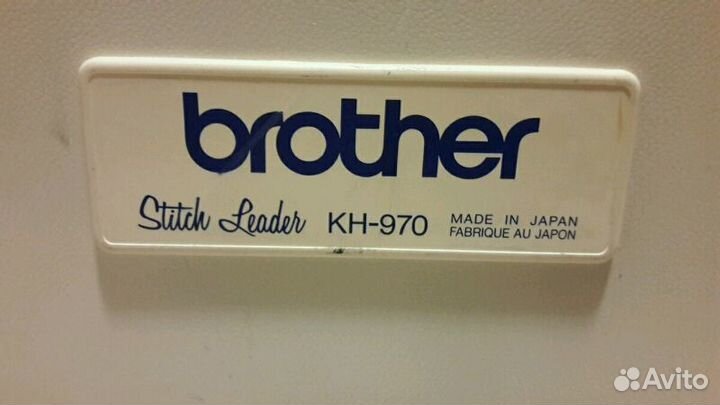 brother
Stitch Leader KH-970 MADE IN JAPAN
FABRIQUE AU JAPON
Avito